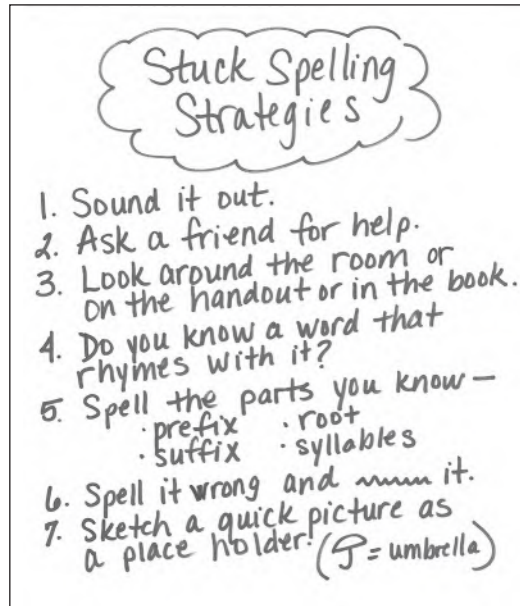 Stuck Spelling
Strategies
1. Sound it out.
2. Ask a friend for help.
3. Look around the room or
on the handout or in the book.
4. Do you know a word that
rhymes with it?
5. Spell the parts you know—
· prefix · root
· suffix · syllables
6. Spell it wrong and it.
7. Sketch a quick picture as
a place holder! ( = umbrella)